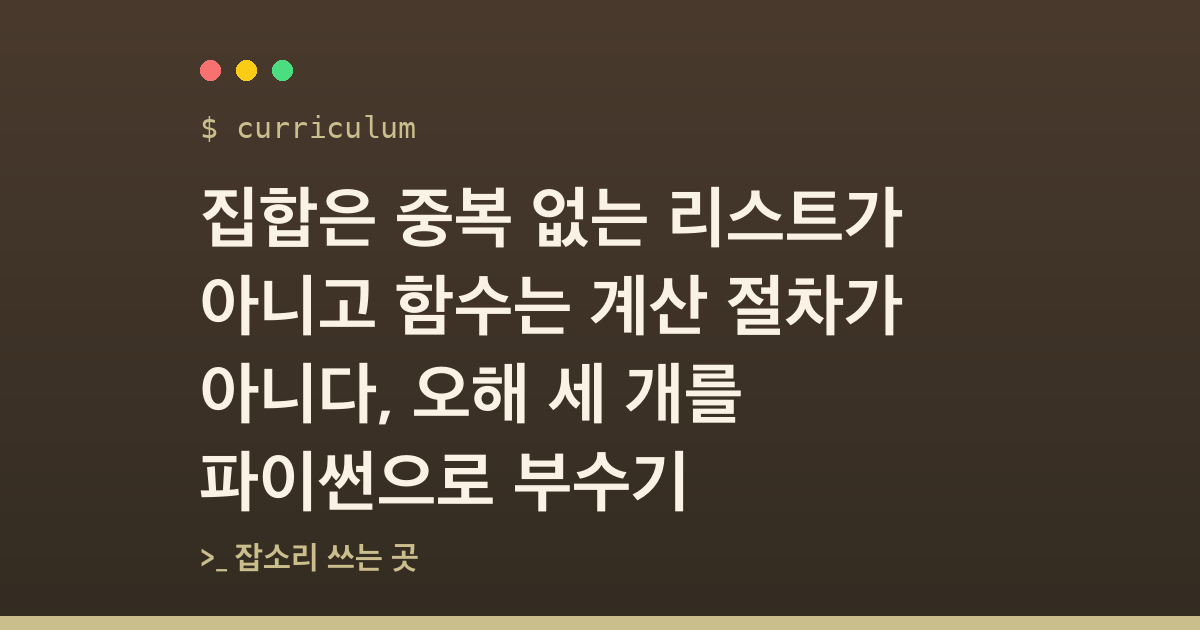 $ curriculum
집합은 중복 없는 리스트가
아니고 함수는 계산 절차가
아니다, 오해 세 개를
파이썬으로 부수기
>_ 잡소리 쓰는 곳